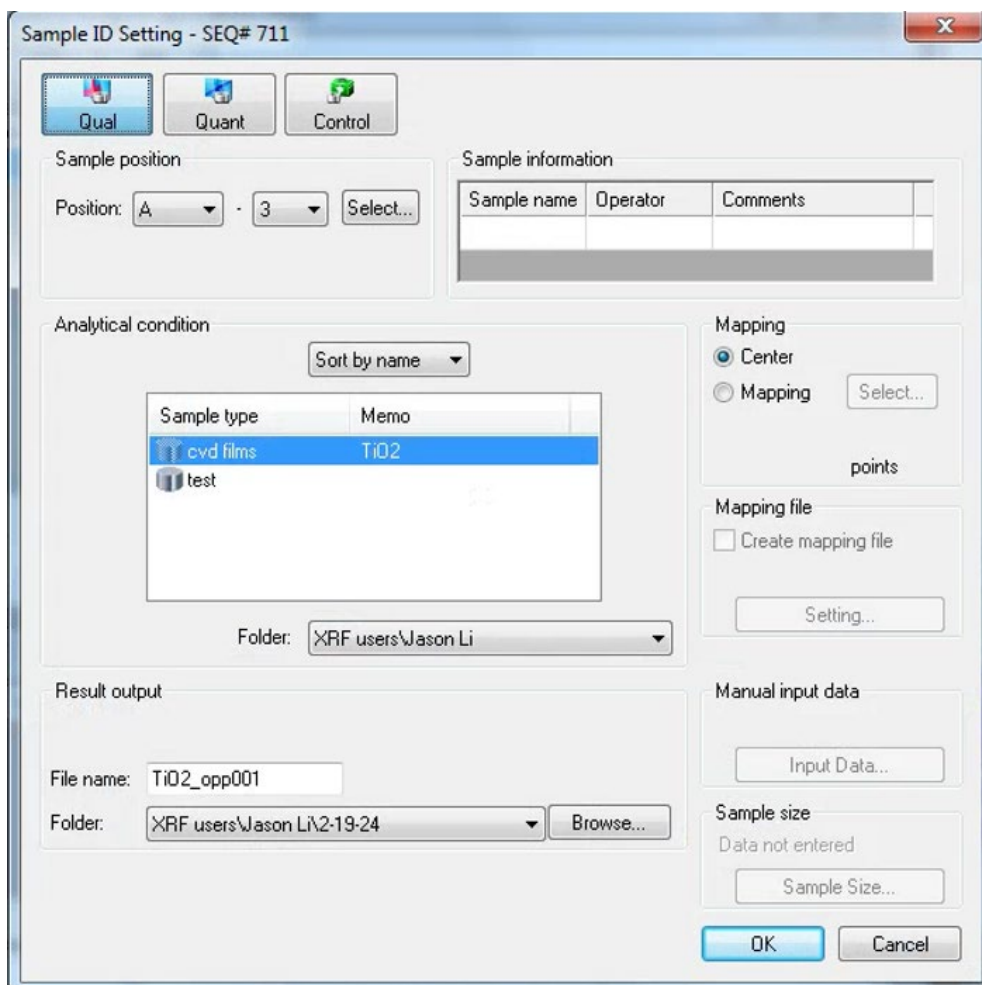 Sample ID Setting - SEQ# 711
Qual Quant Control
Sample position
Position: A - 3 Select...
Sample information
Sample name Operator Comments
Analytical condition
Sort by name
Sample type Memo
cvd films TiO2
test
Folder: XRF users\Jason Li
Mapping
Center
Mapping Select...
points
Mapping file
Create mapping file
Setting...
Result output
File name: TiO2_opp001
Folder: XRF users\Jason Li\2-19-24 Browse...
Manual input data
Input Data...
Sample size
Data not entered
Sample Size...
OK Cancel